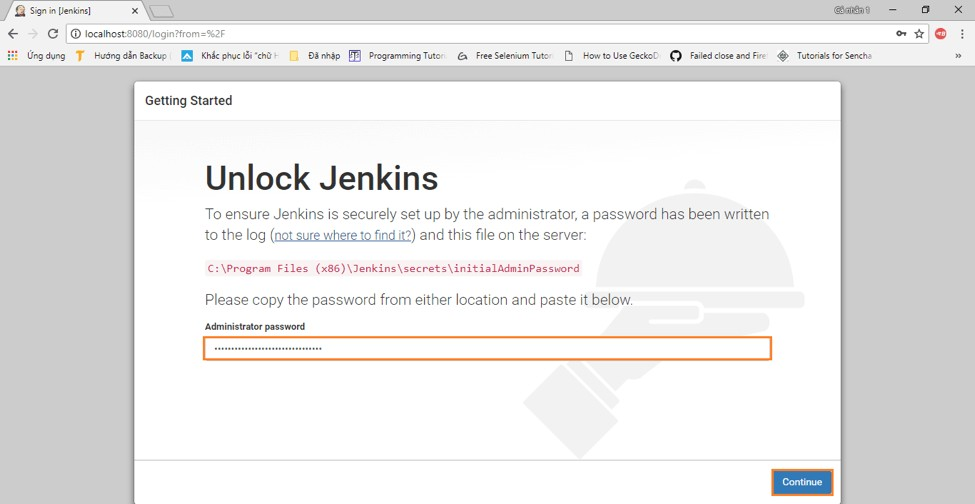 Sign in [Jenkins]
Cá nhân 1
localhost:8080/login?from=%2F
Ứng dụng
Hướng dẫn Backup
Khắc phục lỗi "chữ H
Đã nhập
Programming Tutori
Free Selenium Tutor
How to Use GeckoD
Failed close and Fire
Tutorials for Sencha
Getting Started
Unlock Jenkins
To ensure Jenkins is securely set up by the administrator, a password has been written
to the log (not sure where to find it?) and this file on the server:
C:\Program Files (x86)\Jenkins\secrets\initialAdminPassword
Please copy the password from either location and paste it below.
Administrator password
Continue